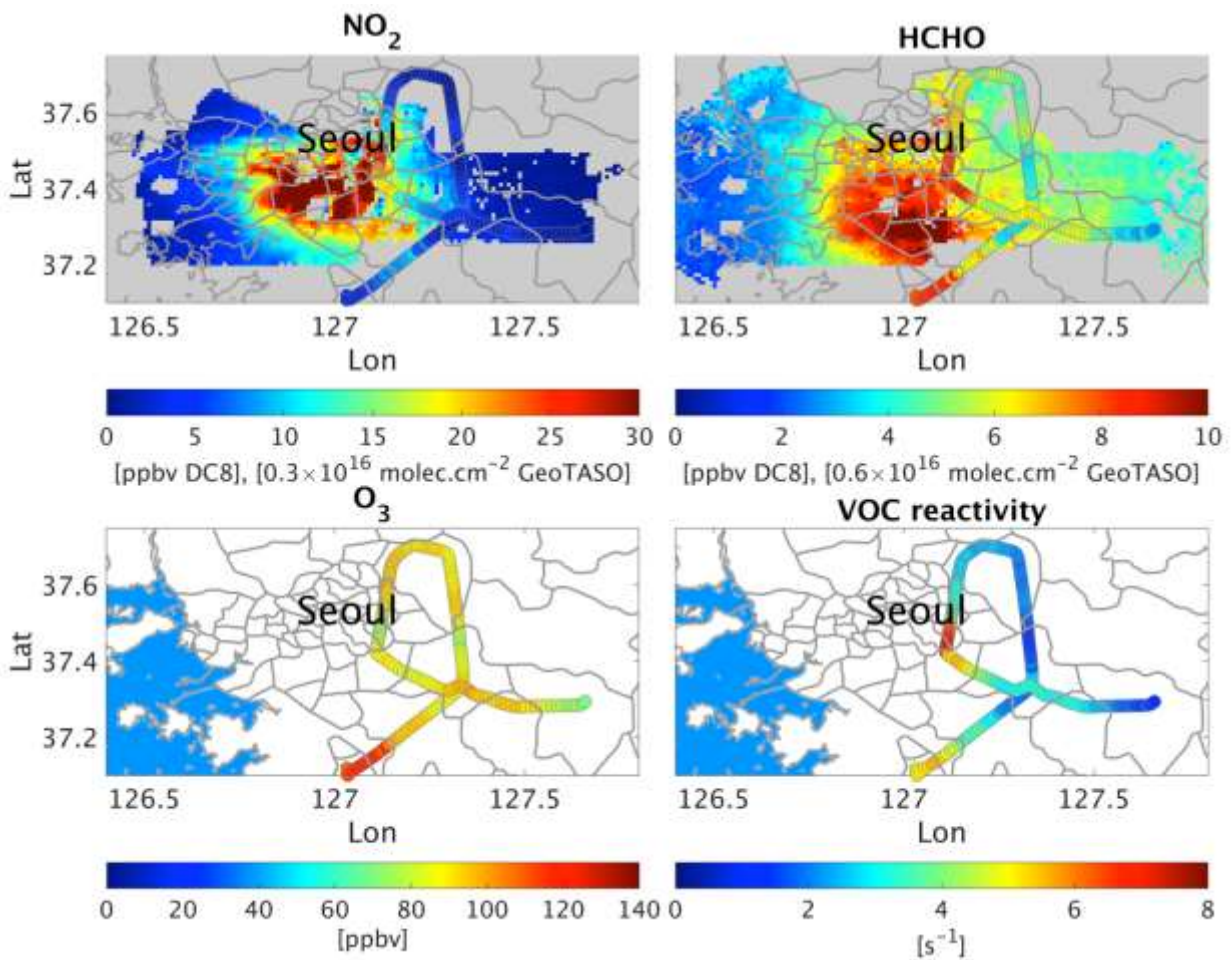 NO2
HCHO
Lat
37.6
37.4
37.2
Seoul
Seoul
126.5
127
127.5
126.5
127
127.5
Lon
Lon
0
5
10
15
20
25
30
0
2
4
6
8
10
[ppbv DC8], [0.3×10^16 molec.cm^-2 GeoTASO]
[ppbv DC8], [0.6×10^16 molec.cm^-2 GeoTASO]
O3
VOC reactivity
Lat
37.6
37.4
37.2
Seoul
Seoul
126.5
127
127.5
126.5
127
127.5
Lon
Lon
0
20
40
60
80
100
120
140
0
2
4
6
8
[ppbv]
[s^-1]